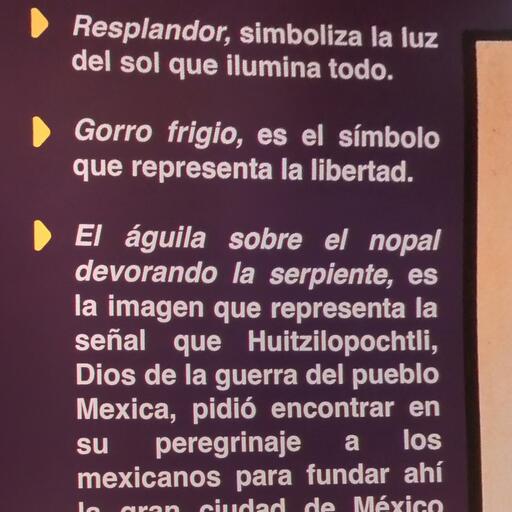 Resplandor, simboliza la luz
del sol que ilumina todo.
Gorro frigio, es el símbolo
que representa la libertad.
El águila sobre el nopal
devorando la serpiente, es
la imagen que representa la
señal que Huitzilopochtli,
Dios de la guerra del pueblo
Mexica, pidió encontrar en
su peregrinaje a los
mexicanos para fundar ahí
la gran ciudad de México